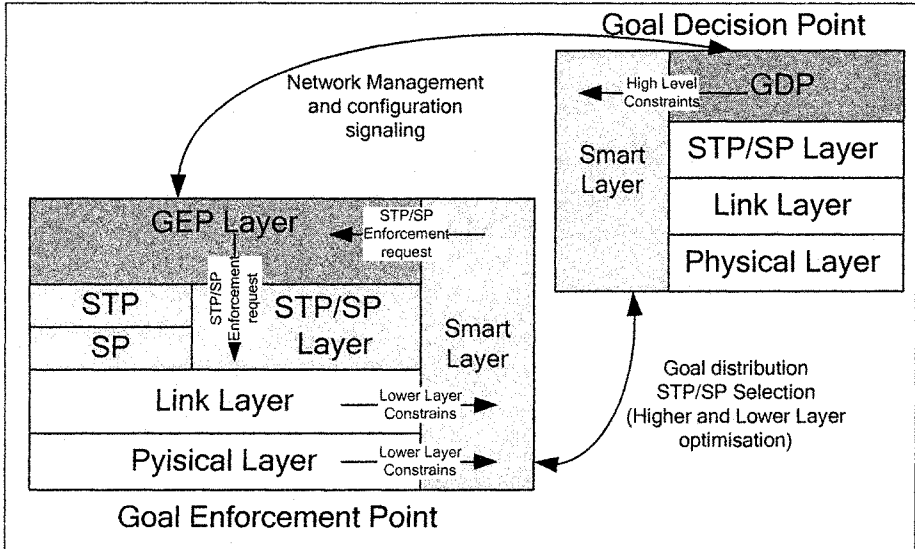 Goal Decision Point
Network Management
and configuration
signaling
High Level
Constraints
GDP
Smart
Layer
STP/SP Layer
Link Layer
Physical Layer
GEP Layer
STP/SP
Enforcement
request
STP/SP
Enforcement
request
STP
SP
STP/SP
Layer
Smart
Layer
Link Layer
Lower Layer
Constrains
Pyisical Layer
Lower Layer
Constrains
Goal distribution
STP/SP Selection
(Higher and Lower Layer
optimisation)
Goal Enforcement Point